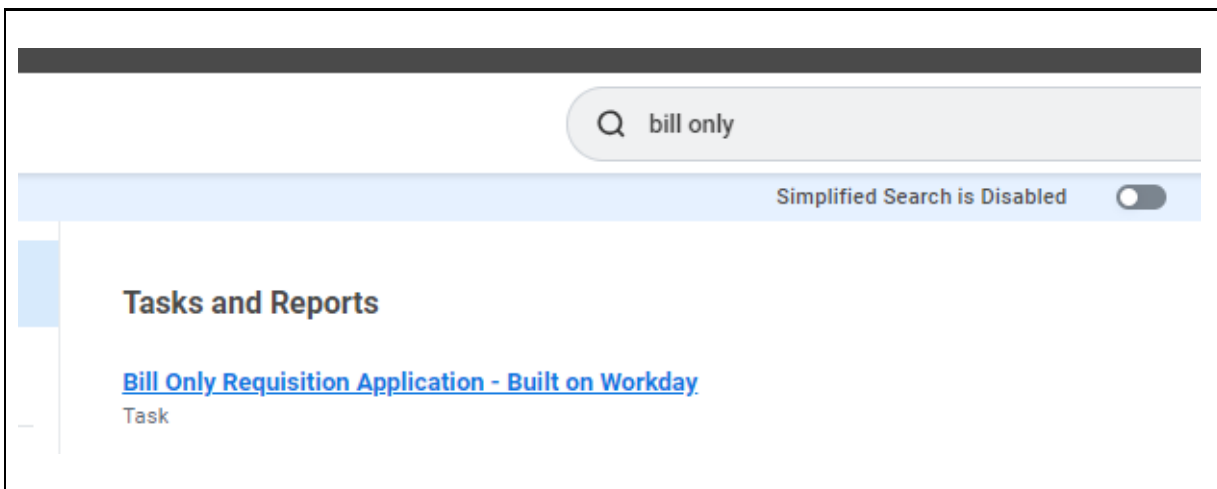 bill only
Simplified Search is Disabled
Tasks and Reports
Bill Only Requisition Application - Built on Workday
Task